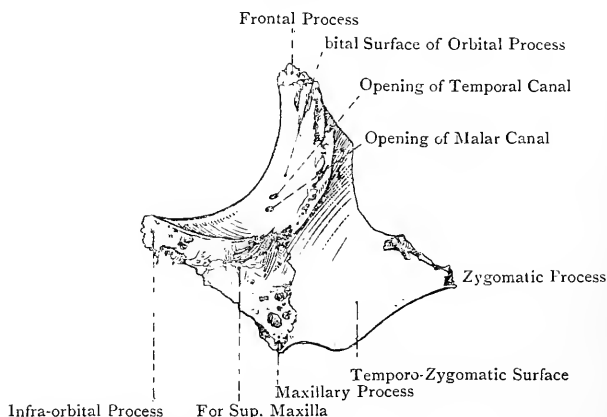 Frontal Process
bital Surface of Orbital Process
Opening of Temporal Canal
Opening of Malar Canal
Zygomatic Process
Temporo-Zygomatic Surface
Maxillary Process
Infra-orbital Process
For Sup. Maxilla